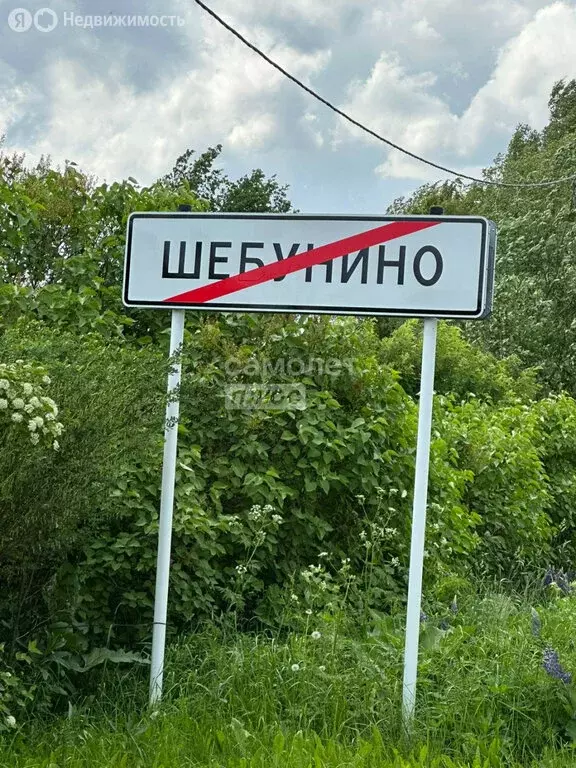 Я Недвижимость
ШЕБУНИНО
самолет
плюс